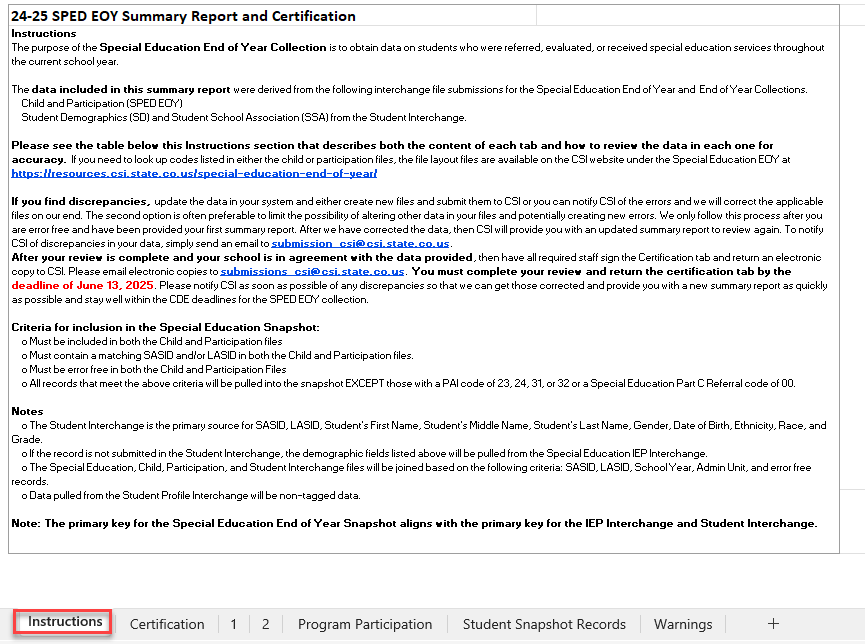 24-25 SPED EOY Summary Report and Certification
Instructions
The purpose of the Special Education End of Year Collection is to obtain data on students who were referred, evaluated, or received special education services throughout
the current school year.
The data included in this summary report were derived from the following interchange file submissions for the Special Education End of Year and End of Year Collections.
Child and Participation (SPED EOY)
Student Demographics (SD) and Student School Association (SSA) from the Student Interchange.
Please see the table below this Instructions section that describes both the content of each tab and how to review the data in each one for
accuracy. If you need to look up codes listed in either the child or participation files, the file layout files are available on the CSI website under the Special Education EOY at
https://resources.csi.state.co.us/special-education-end-of-year/
If you find discrepancies, update the data in your system and either create new files and submit them to CSI or you can notify CSI of the errors and we will correct the applicable
files on our end. The second option is often preferable to limit the possibility of altering other data in your files and potentially creating new errors. We only follow this process after you
are error free and have been provided your first summary report. After we have corrected the data, then CSI will provide you with an updated summary report to review again. To notify
CSI of discrepancies in your data, simply send an email to submission_csi@csi.state.co.us.
After your review is complete and your school is in agreement with the data provided, then have all required staff sign the Certification tab and return an electronic
copy to CSI. Please email electronic copies to submissions_csi@csi.state.co.us. You must complete your review and return the certification tab by the
deadline of June 13, 2025. Please notify CSI as soon as possible of any discrepancies so that we can get those corrected and provide you with a new summary report as quickly
as possible and stay well within the CDE deadlines for the SPED EOY collection.
Criteria for inclusion in the Special Education Snapshot:
o Must be included in both the Child and Participation files
o Must contain a matching SASID and/or LASID in both the Child and Participation files.
o Must be error free in both the Child and Participation Files
o All records that meet the above criteria will be pulled into the snapshot EXCEPT those with a PAI code of 23, 24, 31, or 32 or a Special Education Part C Referral code of 00.
Notes
o The Student Interchange is the primary source for SASID, LASID, Student's First Name, Student's Middle Name, Student's Last Name, Gender, Date of Birth, Ethnicity, Race, and
Grade.
o If the record is not submitted in the Student Interchange, the demographic fields listed above will be pulled from the Special Education IEP Interchange.
o The Special Education, Child, Participation, and Student Interchange files will be joined based on the following criteria: SASID, LASID, School Year, Admin Unit, and error free
records.
o Data pulled from the Student Profile Interchange will be non-tagged data.
Note: The primary key for the Special Education End of Year Snapshot aligns with the primary key for the IEP Interchange and Student Interchange.
Instructions Certification 1 2 Program Participation Student Snapshot Records Warnings +